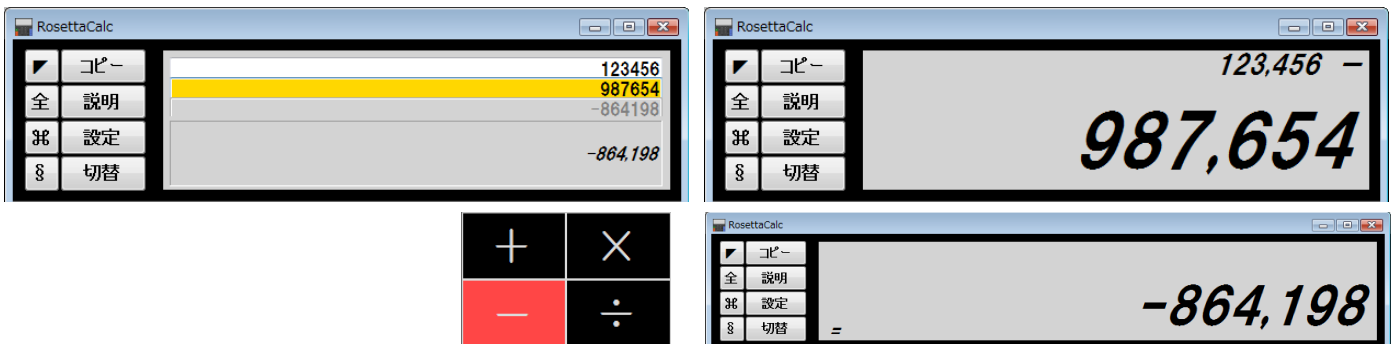 RosettaCalc
◤ コピー
全 説明
⌘ 設定
§ 切替
123456
987654
-864198
-864,198
RosettaCalc
◤ コピー
全 説明
⌘ 設定
§ 切替
123,456 −
987,654
+ ×
− ÷
RosettaCalc
◤ コピー
全 説明
⌘ 設定
§ 切替
=
-864,198